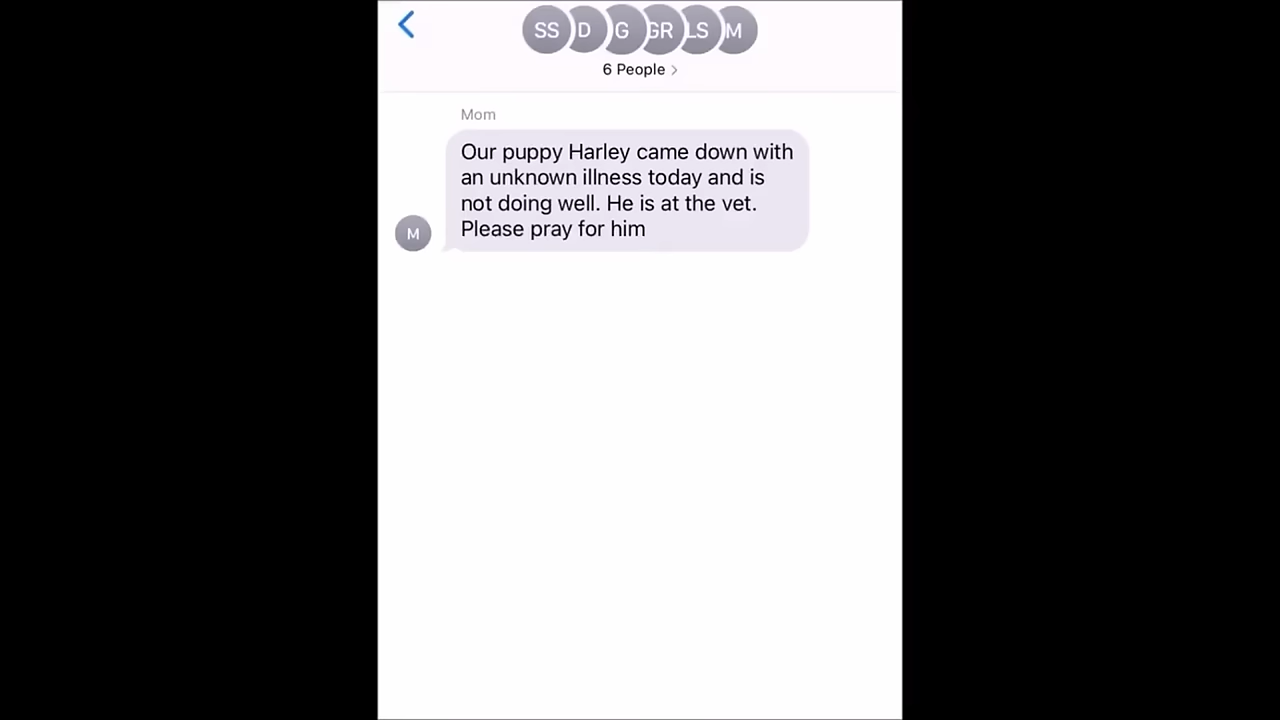 SS D G GR LS M
6 People >
Mom
Our puppy Harley came down with
an unknown illness today and is
not doing well. He is at the vet.
Please pray for him
M